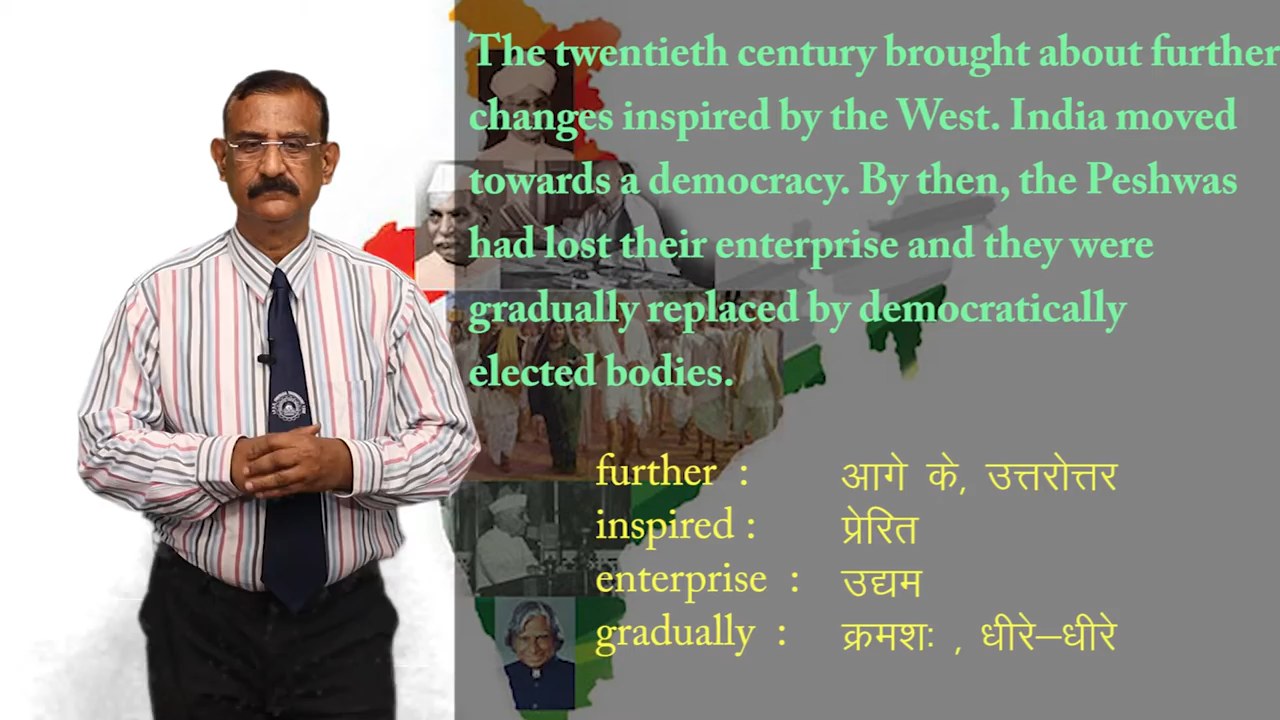 The twentieth century brought about further
changes inspired by the West. India moved
towards a democracy. By then, the Peshwas
had lost their enterprise and they were
gradually replaced by democratically
elected bodies.
further : आगे के, उत्तरोत्तर
inspired : प्रेरित
enterprise : उद्यम
gradually : क्रमशः , धीरे–धीरे